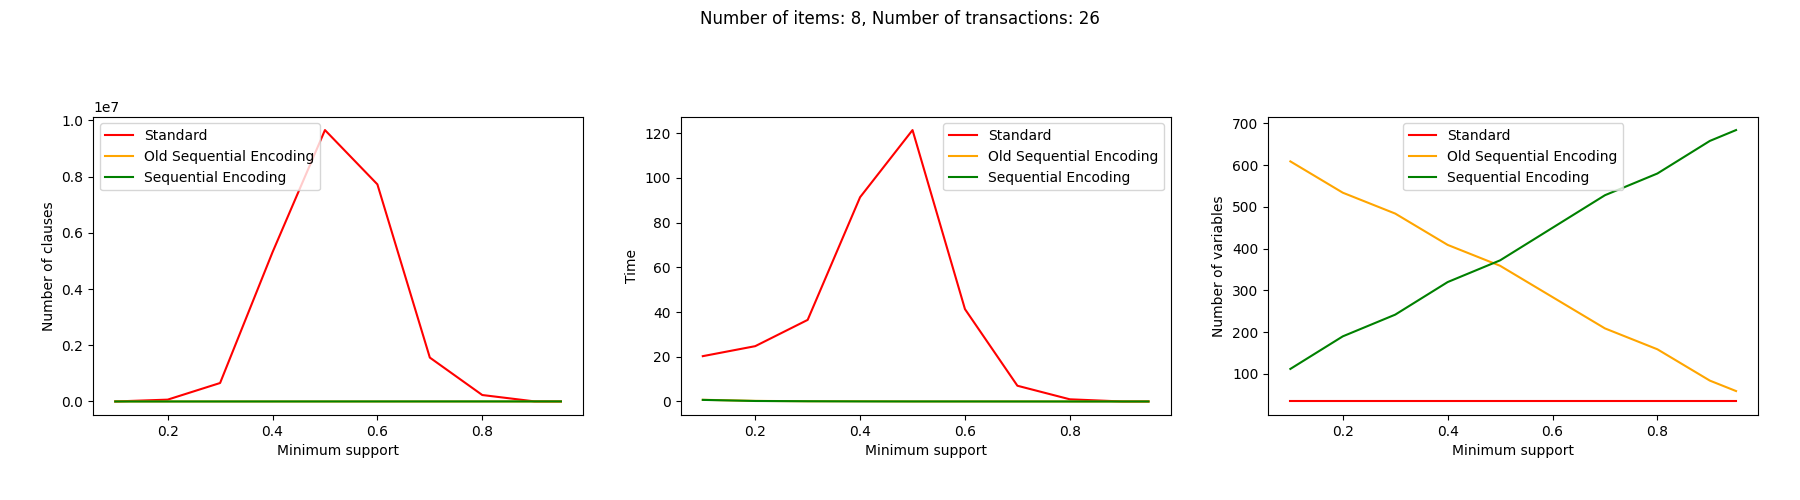 Number of items: 8, Number of transactions: 26
1e7
1.0
0.8
0.6
0.4
0.2
0.0
Number of clauses
Standard
Old Sequential Encoding
Sequential Encoding
0.2
0.4
0.6
0.8
Minimum support
120
100
80
60
40
20
0
Time
Standard
Old Sequential Encoding
Sequential Encoding
0.2
0.4
0.6
0.8
Minimum support
700
600
500
400
300
200
100
Number of variables
Standard
Old Sequential Encoding
Sequential Encoding
0.2
0.4
0.6
0.8
Minimum support